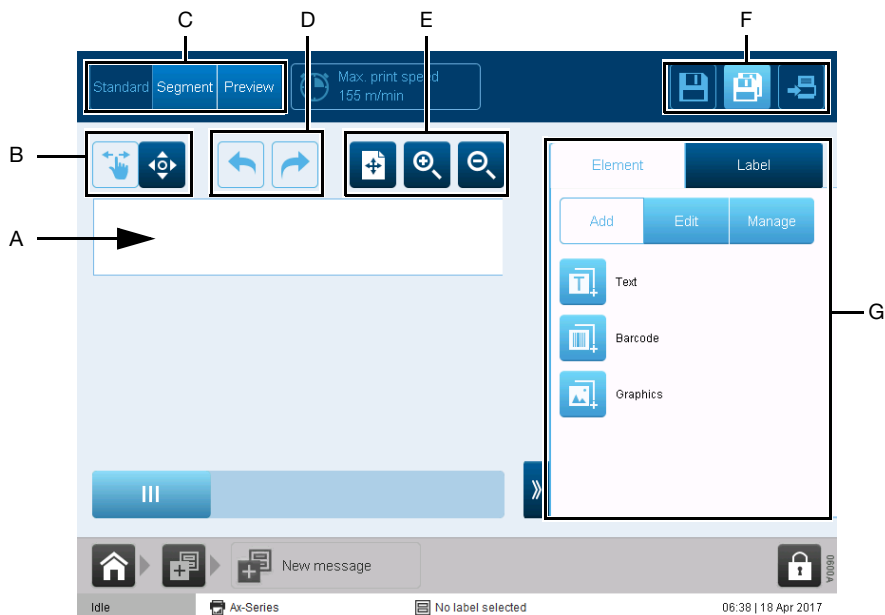 C D E F
Standard Segment Preview Max. print speed
155 m/min
B
Element Label
A
Add Edit Manage
Text
G
Barcode
Graphics
New message
0600A
Idle Ax-Series No label selected 06:38 | 18 Apr 2017